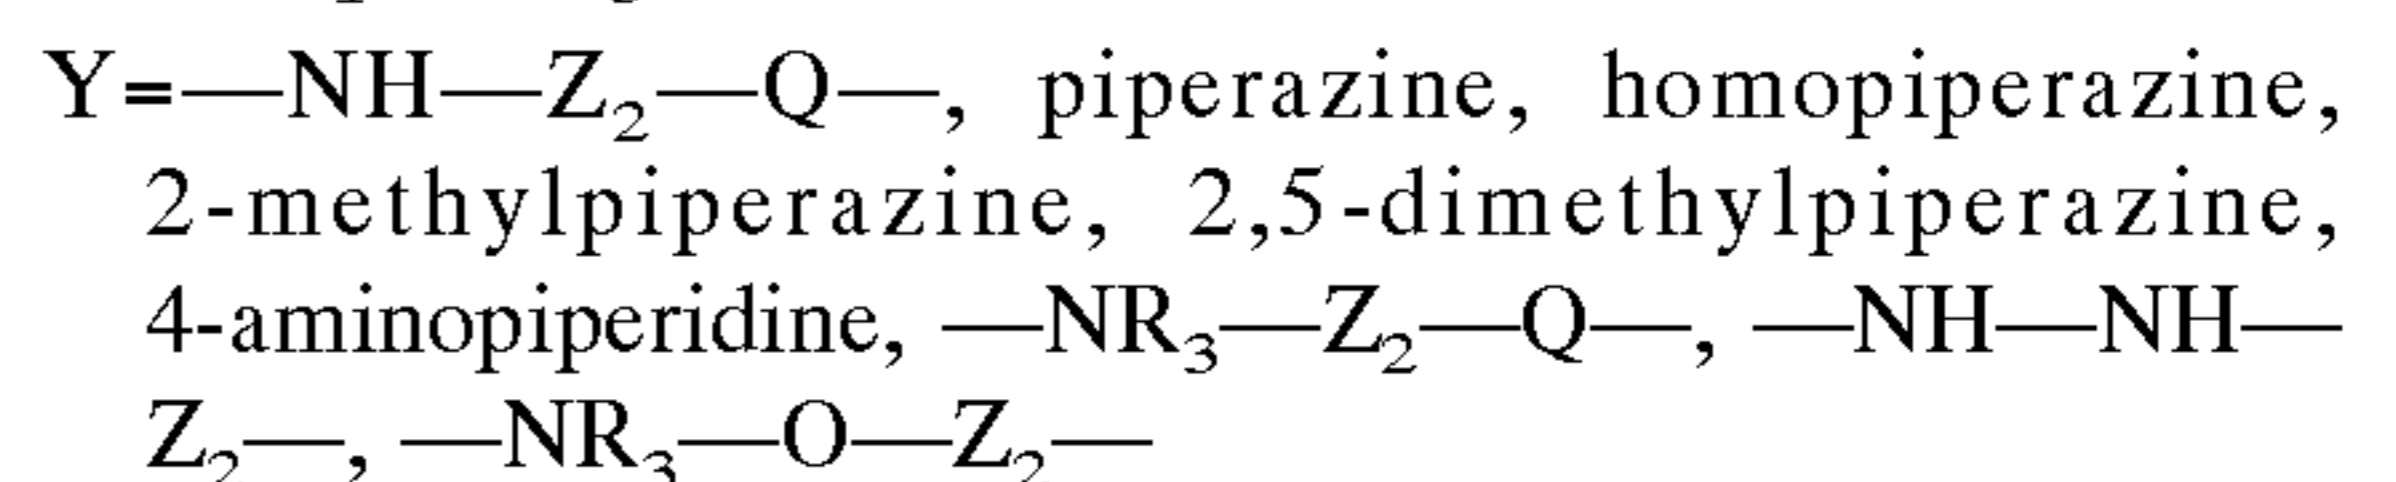 Y=—NH—Z₂—Q—, piperazine, homopiperazine,
2-methylpiperazine, 2,5-dimethylpiperazine,
4-aminopiperidine, —NR₃—Z₂—Q—, —NH—NH—
Z₂—, —NR₃—O—Z₂—